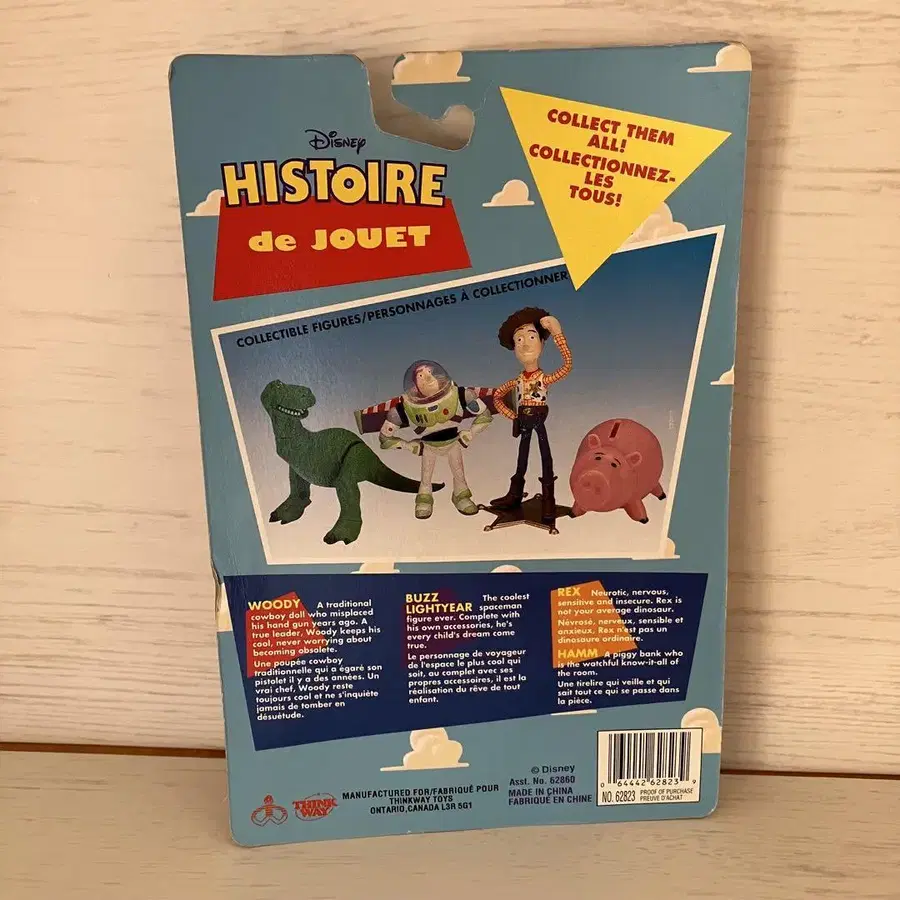 Disney
HISTOIRE
de JOUET
COLLECT THEM
ALL!
COLLECTIONNEZ-
LES
TOUS!
COLLECTIBLE FIGURES/PERSONNAGES À COLLECTIONNER
WOODY A traditional
cowboy doll who misplaced
his hand gun years ago. A
true leader, Woody keeps his
cool, never worrying about
becoming obsolete.
Une poupée cowboy
traditionnelle qui a égaré son
pistolet il y a des années. Un
vrai chef, Woody reste
toujours cool et ne s'inquiète
jamais de tomber en
désuétude.
BUZZ
LIGHTYEAR The coolest
spaceman
figure ever. Complete with
his own accessories, he's
every child's dream come
true.
Le personnage de voyageur
de l'espace le plus cool qui
soit, au complet avec ses
propres accessoires, il est la
réalisation du rêve de tout
enfant.
REX Neurotic, nervous,
sensitive and insecure. Rex is
not your average dinosaur.
Névrosé, nerveux, sensible et
anxieux. Rex n'est pas un
dinosaure ordinaire.
HAMM A piggy bank who
is the watchful know-it-all of
the room.
Une tirelire qui veille et qui
sait tout ce qui se passe dans
la pièce.
THINK
WAY
MANUFACTURED FOR/FABRIQUÉ POUR
THINKWAY TOYS
ONTARIO, CANADA L3R 5G1
© Disney
Asst. No. 62860
MADE IN CHINA
FABRIQUÉ EN CHINE
0 64442 62823 9
NO. 62823 PROOF OF PURCHASE
PREUVE D'ACHAT